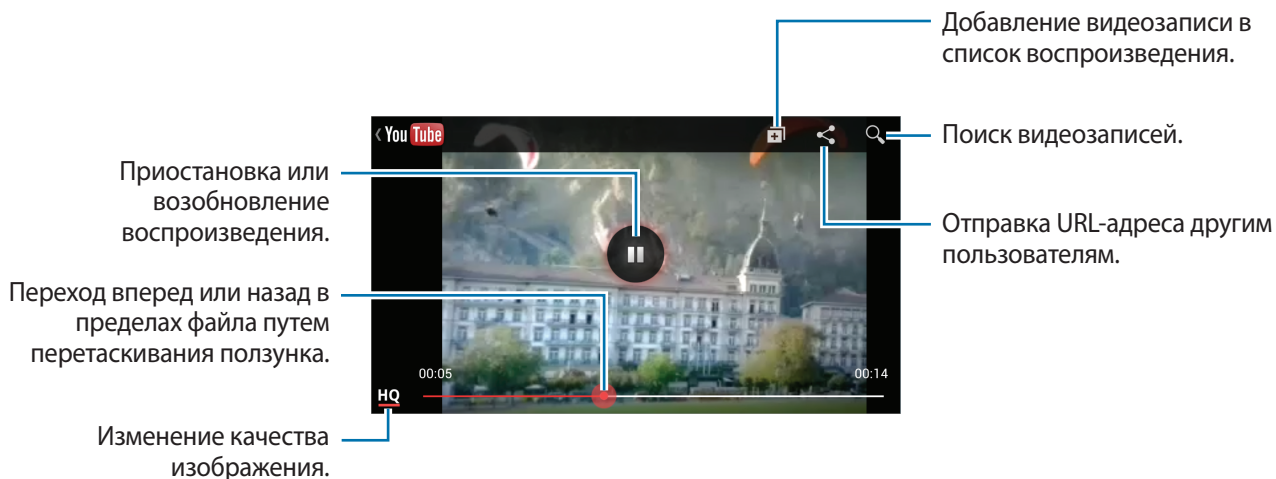 Добавление видеозаписи в
список воспроизведения.
You Tube
Поиск видеозаписей.
Приостановка или
возобновление
воспроизведения.
Отправка URL-адреса другим
пользователям.
Переход вперед или назад в
пределах файла путем
перетаскивания ползунка.
00:05
00:14
HQ
Изменение качества
изображения.